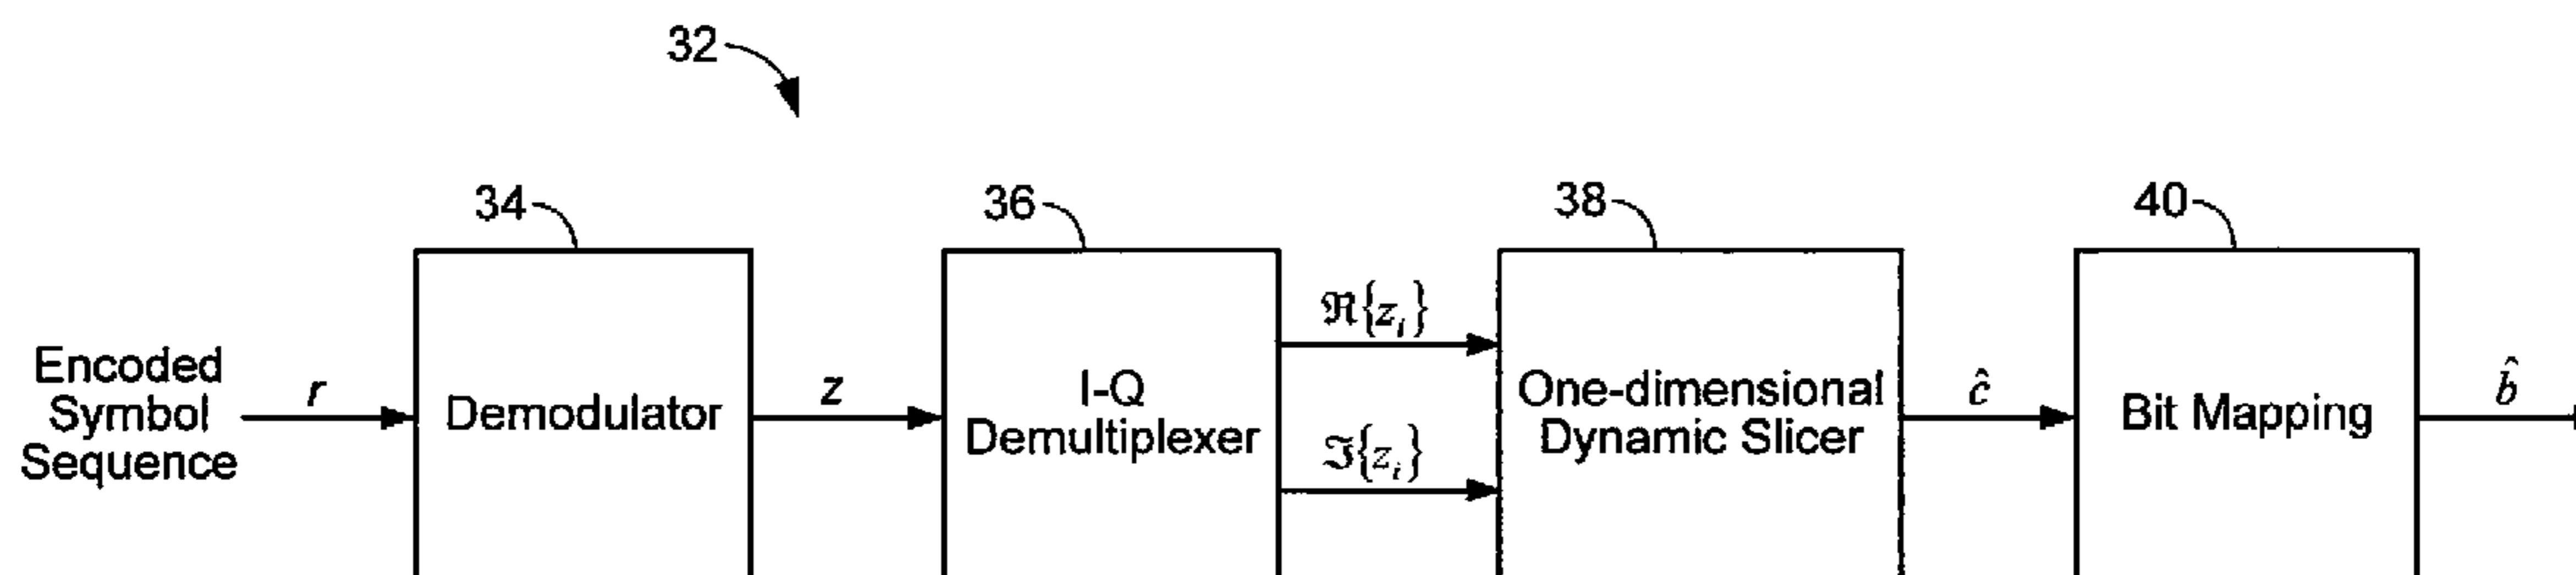 32
34
36
38
40
Encoded
Symbol
Sequence
r
Demodulator
z
I-Q
Demultiplexer
ℜ{z_i}
ℑ{z_i}
One-dimensional
Dynamic Slicer
ĉ
Bit Mapping
b̂